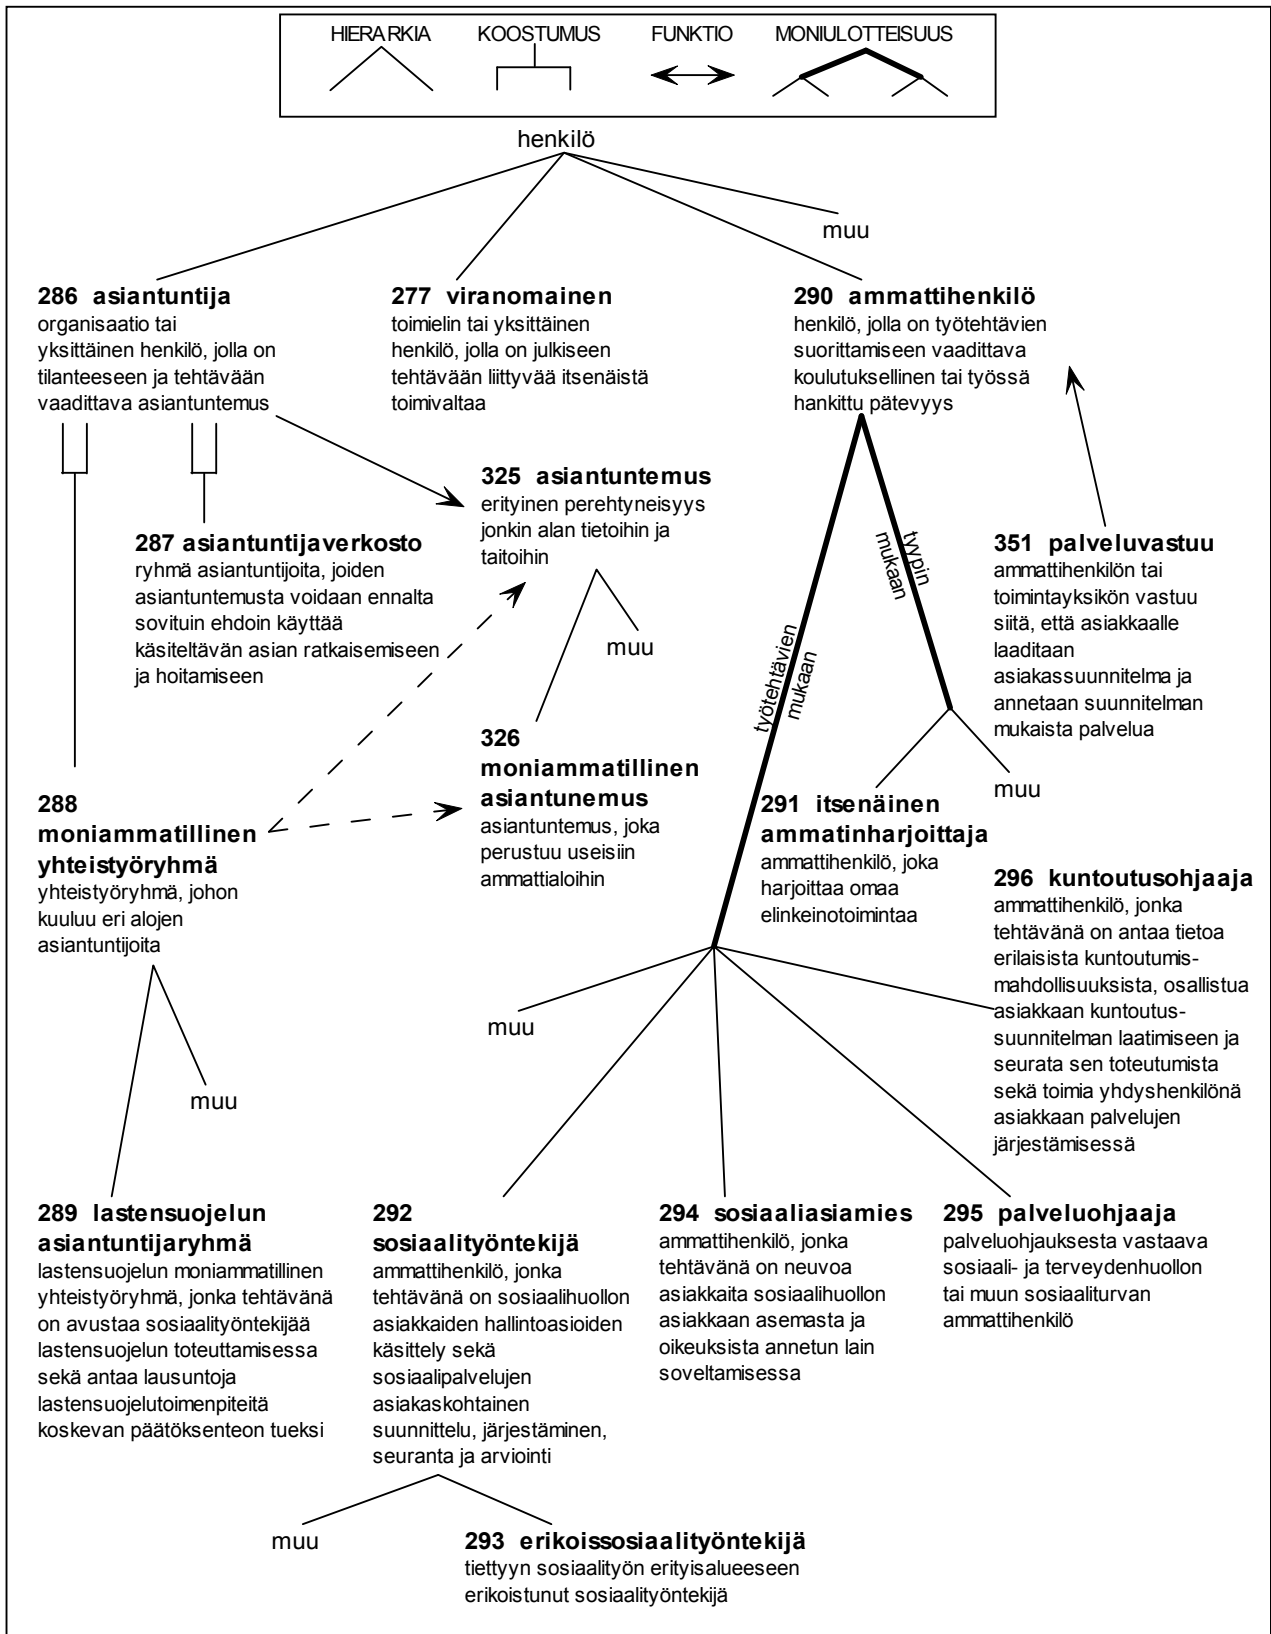 HIERARKIA KOOSTUMUS FUNKTIO MONIULOTTEISUUS
henkilö
muu
286 asiantuntija
organisaatio tai
yksittäinen henkilö, jolla on
tilanteeseen ja tehtävään
vaadittava asiantuntemus
277 viranomainen
toimielin tai yksittäinen
henkilö, jolla on julkiseen
tehtävään liittyvää itsenäistä
toimivaltaa
290 ammattihenkilö
henkilö, jolla on työtehtävien
suorittamiseen vaadittava
koulutuksellinen tai työssä
hankittu pätevyys
325 asiantuntemus
erityinen perehtyneisyys
jonkin alan tietoihin ja
taitoihin
287 asiantuntijaverkosto
ryhmä asiantuntijoita, joiden
asiantuntemusta voidaan ennalta
sovituin ehdoin käyttää
käsiteltävän asian ratkaisemiseen
ja hoitamiseen
muu
tyypin
mukaan
työtehtävien
mukaan
351 palveluvastuu
ammattihenkilön tai
toimintayksikön vastuu
siitä, että asiakkaalle
laaditaan
asiakassuunnitelma ja
annetaan suunnitelman
mukaista palvelua
326
moniammatillinen
asiantunemus
asiantuntemus, joka
perustuu useisiin
ammattialoihin
288
moniammatillinen
yhteistyöryhmä
yhteistyöryhmä, johon
kuuluu eri alojen
asiantuntijoita
291 itsenäinen
ammatinharjoittaja
ammattihenkilö, joka
harjoittaa omaa
elinkeinotoimintaa
muu
296 kuntoutusohjaaja
ammattihenkilö, jonka
tehtävänä on antaa tietoa
erilaisista kuntoutumis-
mahdollisuuksista, osallistua
asiakkaan kuntoutus-
suunnitelman laatimiseen ja
seurata sen toteutumista
sekä toimia yhdyshenkilönä
asiakkaan palvelujen
järjestämisessä
muu
muu
289 lastensuojelun
asiantuntijaryhmä
lastensuojelun moniammatillinen
yhteistyöryhmä, jonka tehtävänä
on avustaa sosiaalityöntekijää
lastensuojelun toteuttamisessa
sekä antaa lausuntoja
lastensuojelutoimenpiteitä
koskevan päätöksenteon tueksi
292
sosiaalityöntekijä
ammattihenkilö, jonka
tehtävänä on sosiaalihuollon
asiakkaiden hallintoasioiden
käsittely sekä
sosiaalipalvelujen
asiakaskohtainen
suunnittelu, järjestäminen,
seuranta ja arviointi
294 sosiaaliasiamies
ammattihenkilö, jonka
tehtävänä on neuvoa
asiakkaita sosiaalihuollon
asiakkaan asemasta ja
oikeuksista annetun lain
soveltamisessa
295 palveluohjaaja
palveluohjauksesta vastaava
sosiaali- ja terveydenhuollon
tai muun sosiaaliturvan
ammattihenkilö
muu
293 erikoissosiaalityöntekijä
tiettyyn sosiaalityön erityisalueeseen
erikoistunut sosiaalityöntekijä